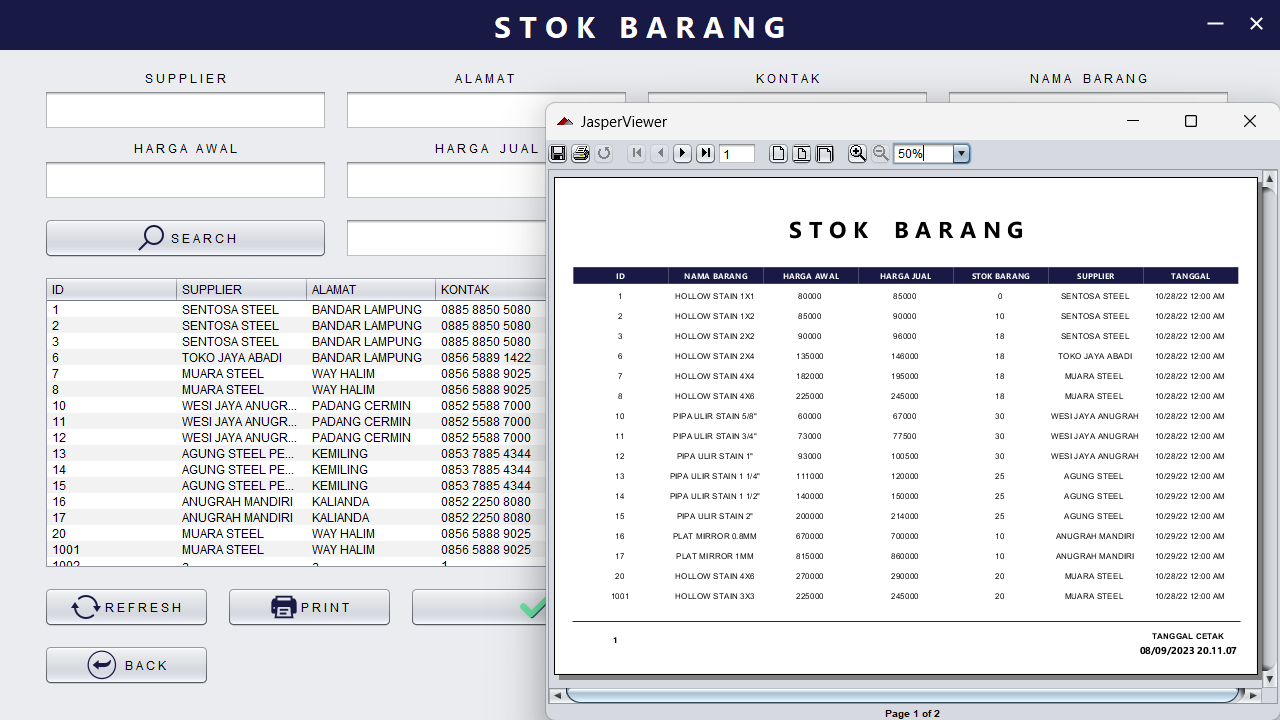 STOK BARANG
SUPPLIER ALAMAT KONTAK NAMA BARANG
HARGA AWAL HARGA JUAL
SEARCH
ID SUPPLIER ALAMAT KONTAK
1 SENTOSA STEEL BANDAR LAMPUNG 0885 8850 5080
2 SENTOSA STEEL BANDAR LAMPUNG 0885 8850 5080
3 SENTOSA STEEL BANDAR LAMPUNG 0885 8850 5080
6 TOKO JAYA ABADI BANDAR LAMPUNG 0856 5889 1422
7 MUARA STEEL WAY HALIM 0856 5888 9025
8 MUARA STEEL WAY HALIM 0856 5888 9025
10 WESI JAYA ANUGR... PADANG CERMIN 0852 5588 7000
11 WESI JAYA ANUGR... PADANG CERMIN 0852 5588 7000
12 WESI JAYA ANUGR... PADANG CERMIN 0852 5588 7000
13 AGUNG STEEL PE... KEMILING 0853 7885 4344
14 AGUNG STEEL PE... KEMILING 0853 7885 4344
15 AGUNG STEEL PE... KEMILING 0853 7885 4344
16 ANUGRAH MANDIRI KALIANDA 0852 2250 8080
17 ANUGRAH MANDIRI KALIANDA 0852 2250 8080
20 MUARA STEEL WAY HALIM 0856 5888 9025
1001 MUARA STEEL WAY HALIM 0856 5888 9025
1002
REFRESH PRINT
BACK
JasperViewer
1 50%
STOK BARANG
ID NAMA BARANG HARGA AWAL HARGA JUAL STOK BARANG SUPPLIER TANGGAL
1 HOLLOW STAIN 1X1 80000 85000 0 SENTOSA STEEL 10/28/22 12:00 AM
2 HOLLOW STAIN 1X2 85000 90000 10 SENTOSA STEEL 10/28/22 12:00 AM
3 HOLLOW STAIN 2X2 90000 96000 18 SENTOSA STEEL 10/28/22 12:00 AM
6 HOLLOW STAIN 2X4 135000 146000 18 TOKO JAYA ABADI 10/28/22 12:00 AM
7 HOLLOW STAIN 4X4 182000 195000 18 MUARA STEEL 10/28/22 12:00 AM
8 HOLLOW STAIN 4X6 225000 245000 18 MUARA STEEL 10/28/22 12:00 AM
10 PIPA ULIR STAIN 5/8" 60000 67000 30 WESI JAYA ANUGRAH 10/28/22 12:00 AM
11 PIPA ULIR STAIN 3/4" 73000 77500 30 WESI JAYA ANUGRAH 10/28/22 12:00 AM
12 PIPA ULIR STAIN 1" 93000 100500 30 WESI JAYA ANUGRAH 10/28/22 12:00 AM
13 PIPA ULIR STAIN 1 1/4" 111000 120000 25 AGUNG STEEL 10/29/22 12:00 AM
14 PIPA ULIR STAIN 1 1/2" 140000 150000 25 AGUNG STEEL 10/29/22 12:00 AM
15 PIPA ULIR STAIN 2" 200000 214000 25 AGUNG STEEL 10/29/22 12:00 AM
16 PLAT MIRROR 0.8MM 670000 700000 10 ANUGRAH MANDIRI 10/29/22 12:00 AM
17 PLAT MIRROR 1MM 815000 860000 10 ANUGRAH MANDIRI 10/29/22 12:00 AM
20 HOLLOW STAIN 4X6 270000 290000 20 MUARA STEEL 10/28/22 12:00 AM
1001 HOLLOW STAIN 3X3 225000 245000 20 MUARA STEEL 10/28/22 12:00 AM
1 TANGGAL CETAK
08/09/2023 20.11.07
Page 1 of 2